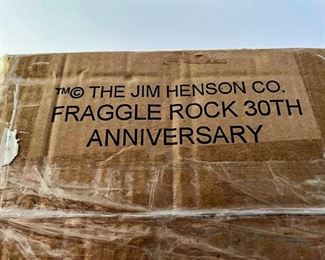 ™© THE JIM HENSON CO.
FRAGGLE ROCK 30TH
ANNIVERSARY